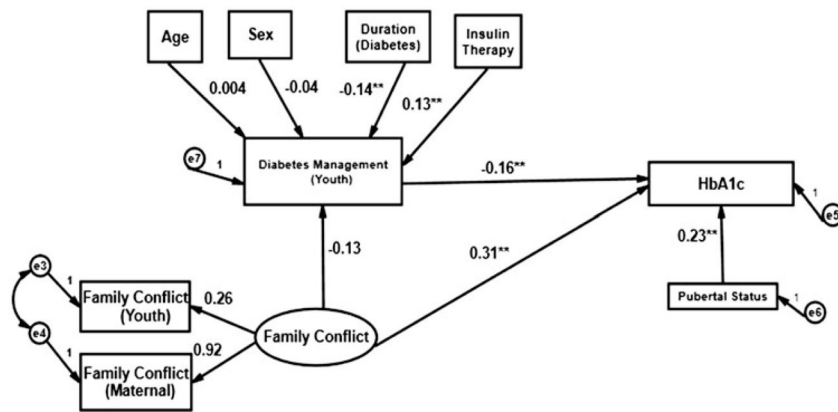 Age
Sex
Duration
(Diabetes)
Insulin
Therapy
0.004
-0.04
-0.14**
0.13**
e7
1
Diabetes Management
(Youth)
-0.16**
HbA1c
1
e5
-0.13
0.31**
0.23**
e3
1
Family Conflict
(Youth)
0.26
Family Conflict
Pubertal Status
1
e6
e4
1
0.92
Family Conflict
(Maternal)